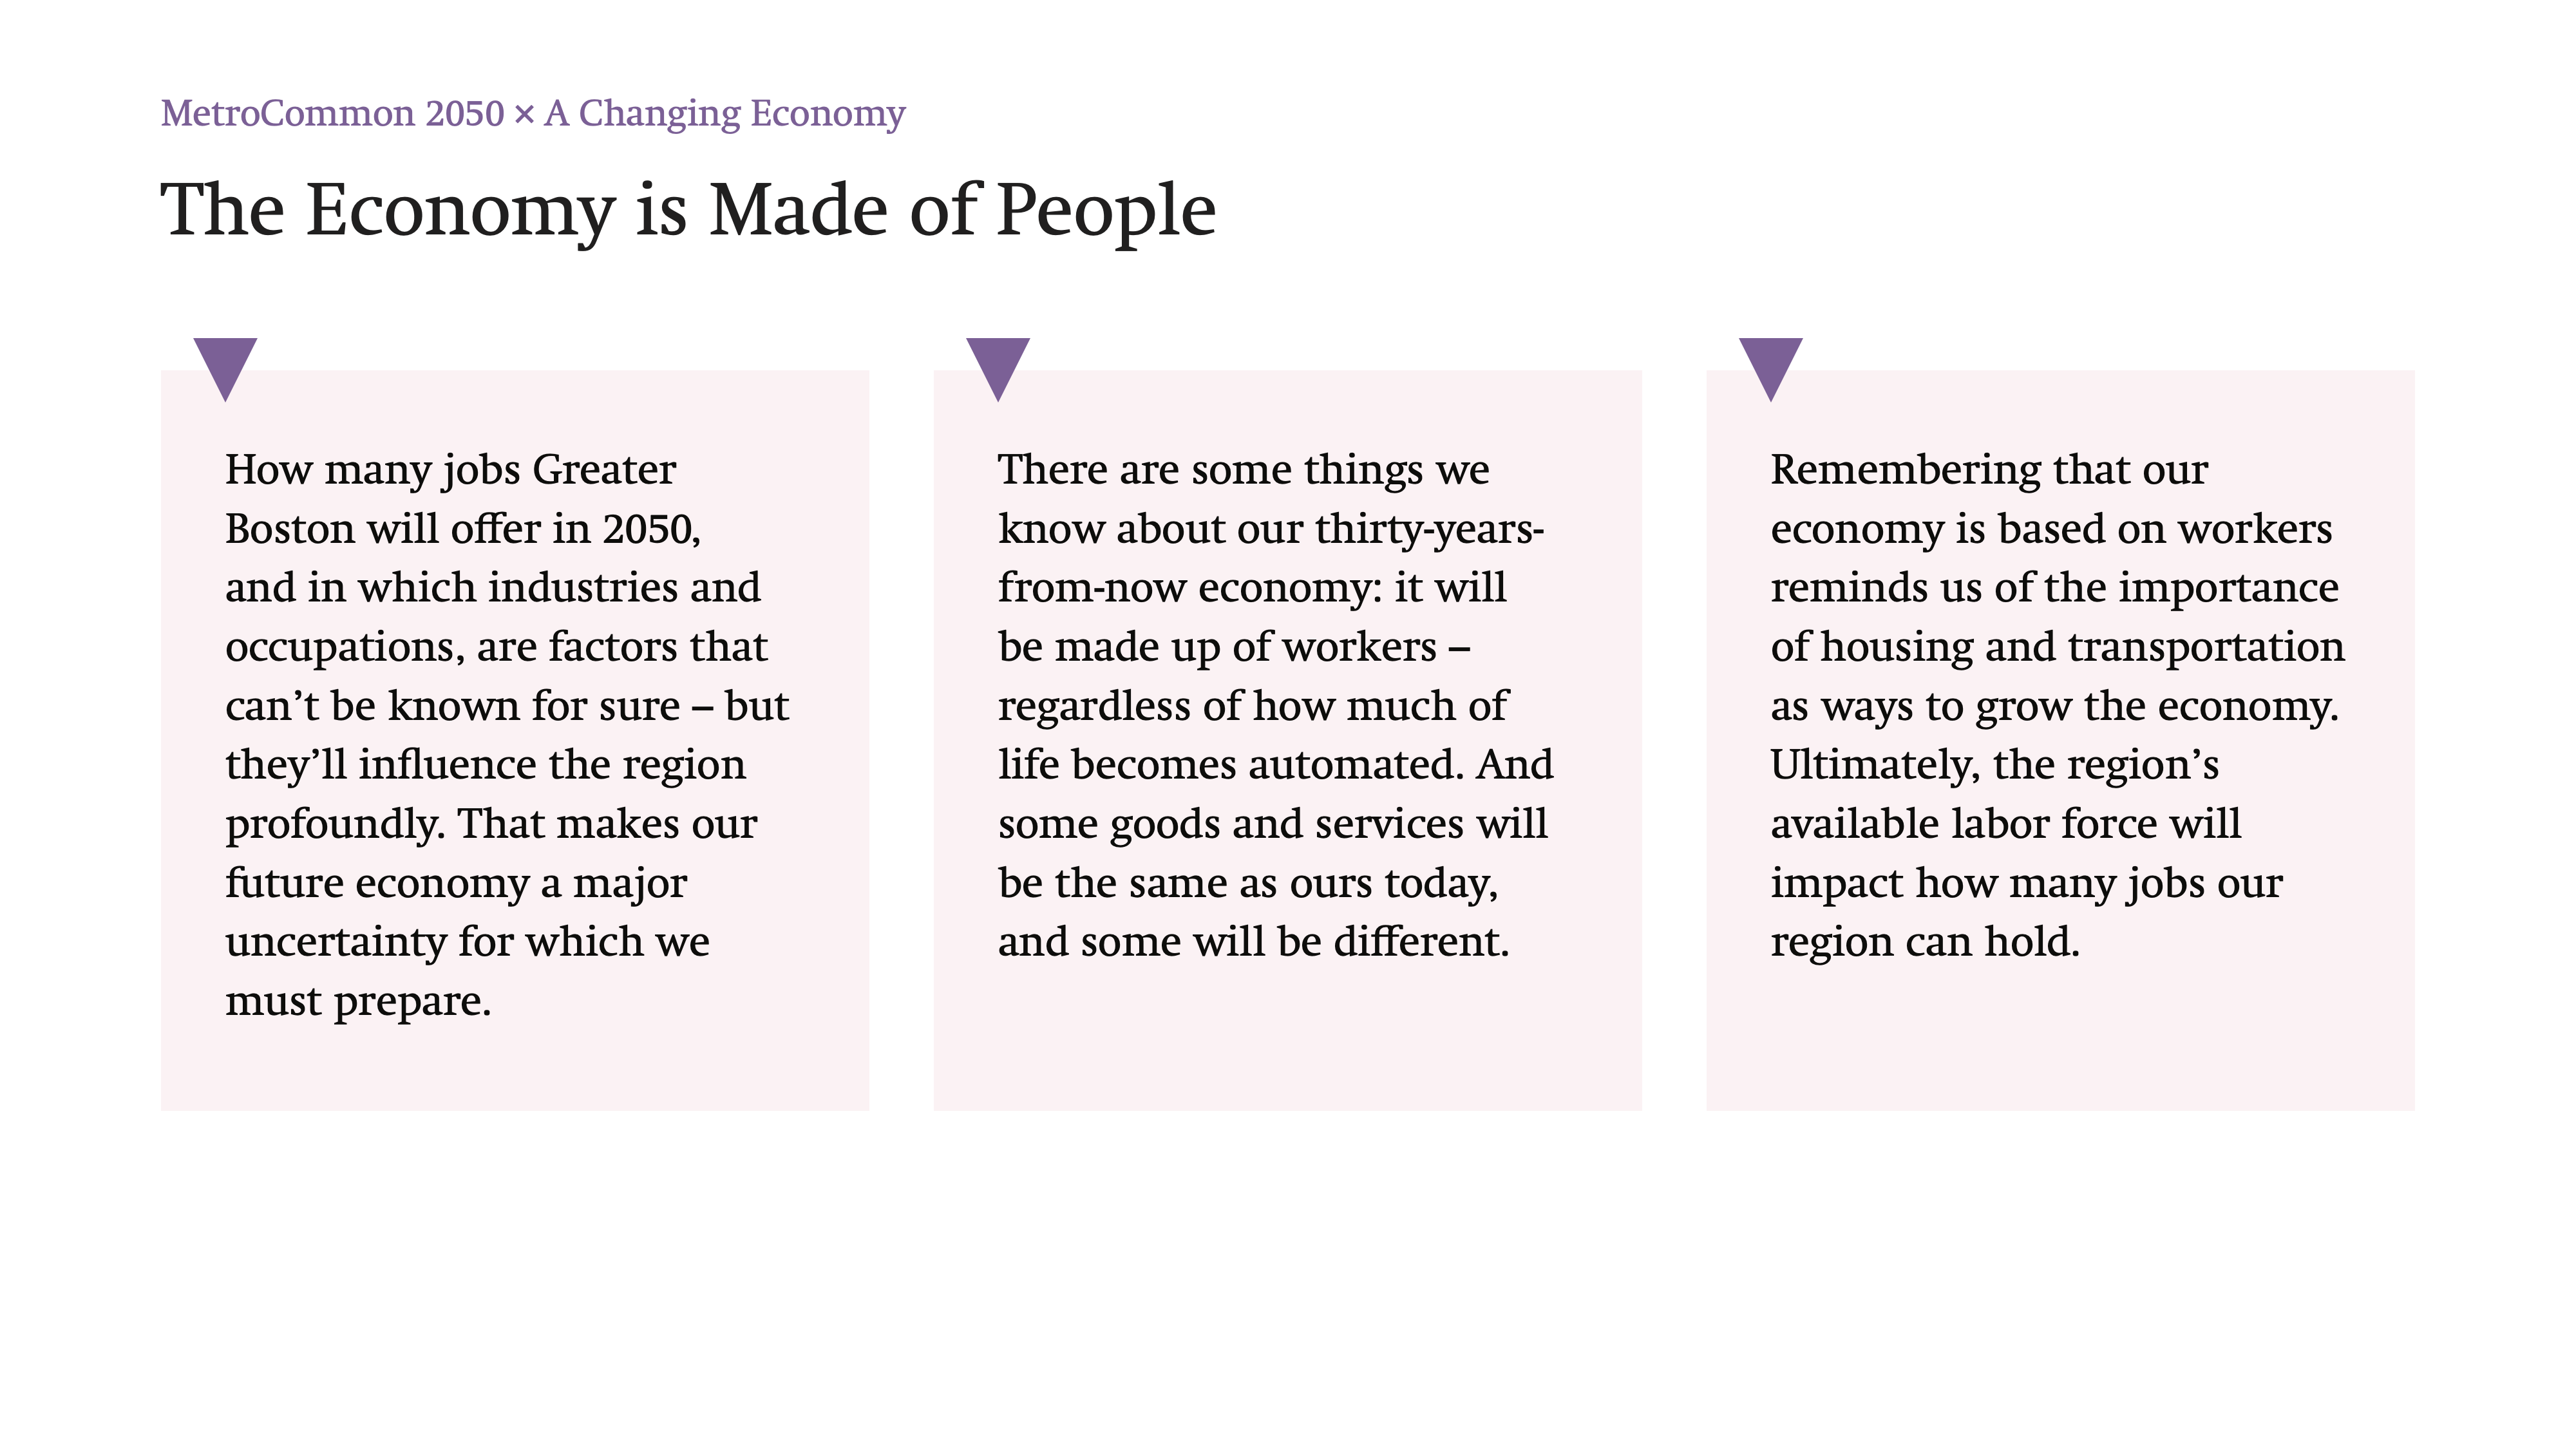 MetroCommon 2050 × A Changing Economy
The Economy is Made of People
How many jobs Greater
Boston will offer in 2050,
and in which industries and
occupations, are factors that
can’t be known for sure – but
they’ll influence the region
profoundly. That makes our
future economy a major
uncertainty for which we
must prepare.
There are some things we
know about our thirty-years-
from-now economy: it will
be made up of workers –
regardless of how much of
life becomes automated. And
some goods and services will
be the same as ours today,
and some will be different.
Remembering that our
economy is based on workers
reminds us of the importance
of housing and transportation
as ways to grow the economy.
Ultimately, the region’s
available labor force will
impact how many jobs our
region can hold.